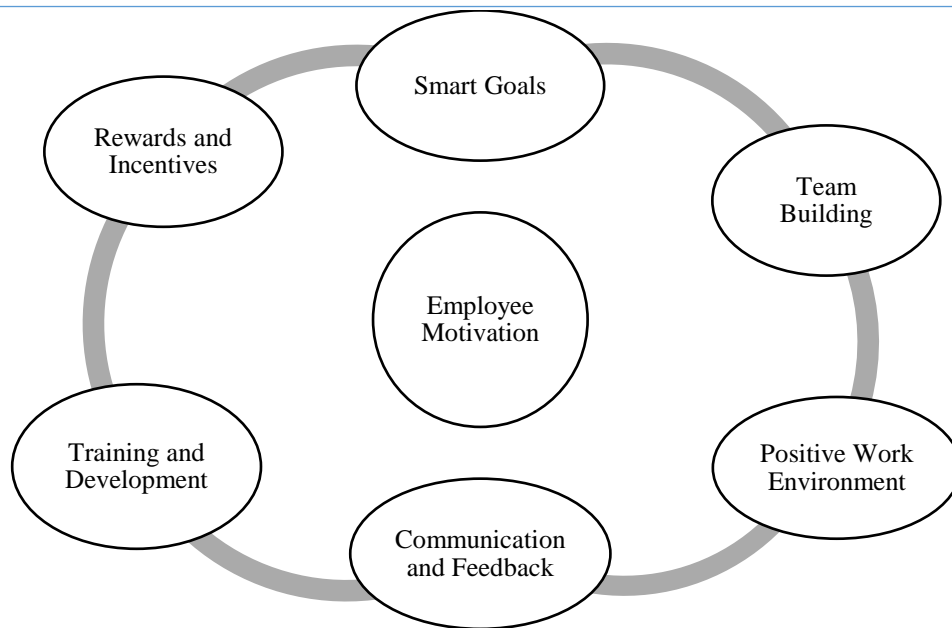 Smart Goals
Rewards and
Incentives
Team
Building
Employee
Motivation
Training and
Development
Positive Work
Environment
Communication
and Feedback